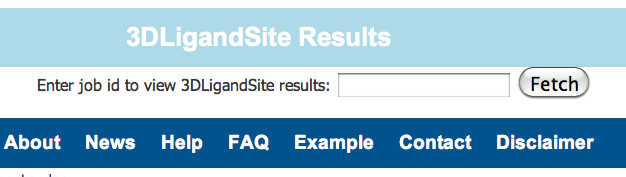 3DLigandSite Results
Enter job id to view 3DLigandSite results: Fetch
About News Help FAQ Example Contact Disclaimer